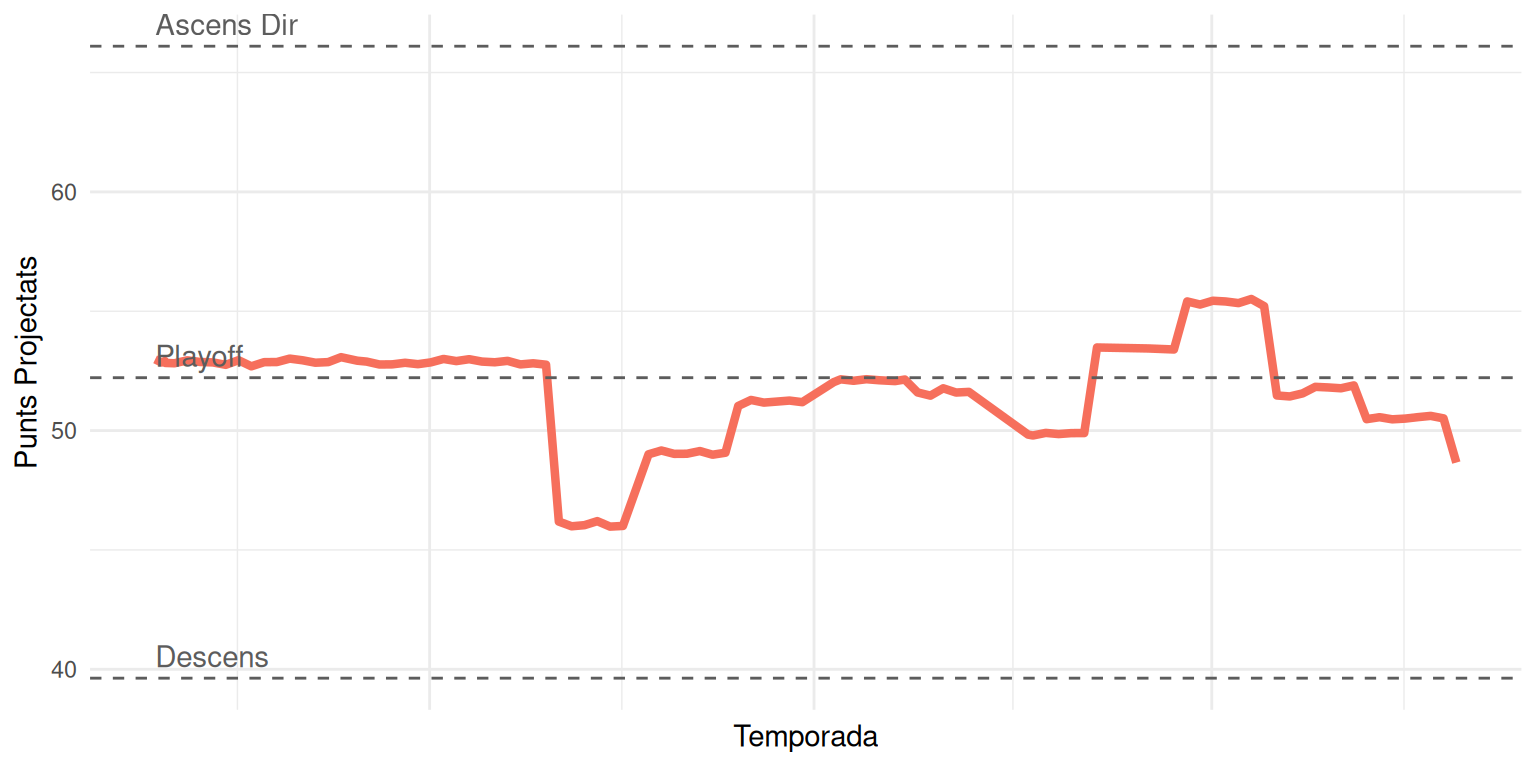 Ascens Dir
60
Playoff
50
Descens
40
Punts Projectats
Temporada